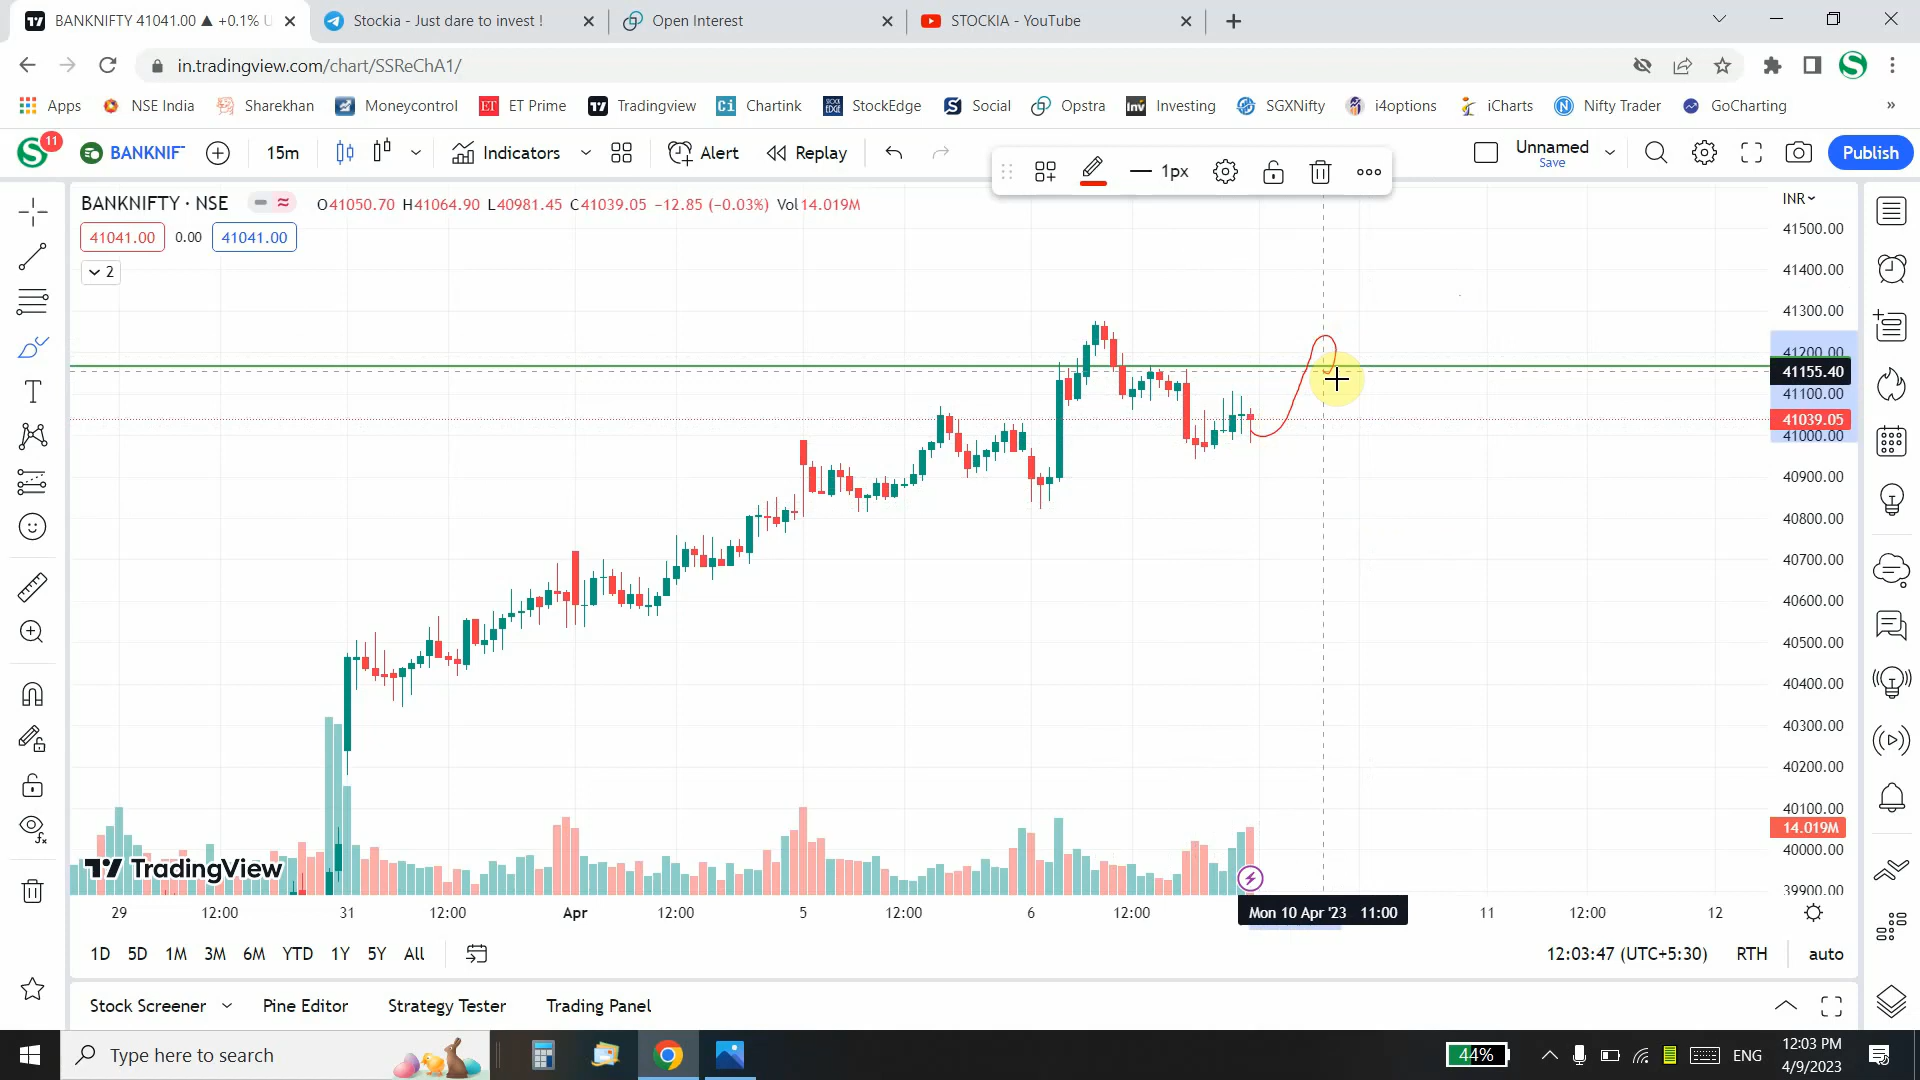 BANKNIFTY 41041.00 ▲ +0.1% U
Stockia - Just dare to invest !
Open Interest
STOCKIA - YouTube
in.tradingview.com/chart/SSReChA1/
Apps
NSE India
Sharekhan
Moneycontrol
ET Prime
Tradingview
Chartink
StockEdge
Social
Opstra
Investing
SGXNifty
i4options
iCharts
Nifty Trader
GoCharting
»
11
BANKNIF
15m
Indicators
Alert
Replay
1px
Unnamed
Save
Publish
BANKNIFTY · NSE
O41050.70 H41064.90 L40981.45 C41039.05 −12.85 (−0.03%) Vol14.019M
INR
41041.00 0.00 41041.00
2
41500.00
41400.00
41300.00
41200.00
41155.40
41100.00
41039.05
41000.00
40900.00
40800.00
40700.00
40600.00
40500.00
40400.00
40300.00
40200.00
40100.00
14.019M
40000.00
39900.00
TradingView
29 12:00 31 12:00 Apr 12:00 5 12:00 6 12:00 Mon 10 Apr '23 11:00 11 12:00 12
1D 5D 1M 3M 6M YTD 1Y 5Y All
12:03:47 (UTC+5:30) RTH auto
Stock Screener Pine Editor Strategy Tester Trading Panel
Type here to search
44%
ENG
12:03 PM
4/9/2023